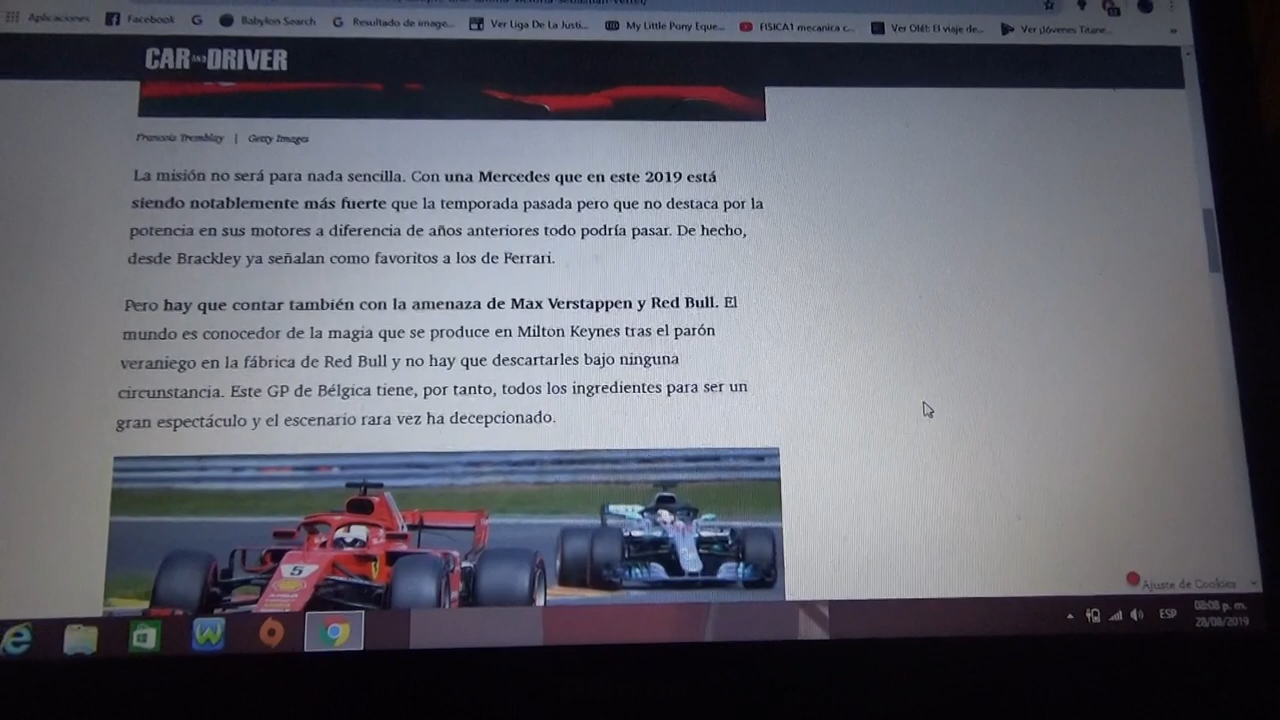 Aplicaciones Facebook G Babylon Search G Resultado de image... Ver Liga De La Justi... My Little Pony Eque... FISICA1 mecanica c... Ver Olé!: El viaje de... Ver ¡Jóvenes Titane...
CAR AND DRIVER
Francois Tremblay | Getty Images
La misión no será para nada sencilla. Con una Mercedes que en este 2019 está
siendo notablemente más fuerte que la temporada pasada pero que no destaca por la
potencia en sus motores a diferencia de años anteriores todo podría pasar. De hecho,
desde Brackley ya señalan como favoritos a los de Ferrari.
Pero hay que contar también con la amenaza de Max Verstappen y Red Bull. El
mundo es conocedor de la magia que se produce en Milton Keynes tras el parón
veraniego en la fábrica de Red Bull y no hay que descartarles bajo ninguna
circunstancia. Este GP de Bélgica tiene, por tanto, todos los ingredientes para ser un
gran espectáculo y el escenario rara vez ha decepcionado.
5
Ajuste de Cookies
ESP
08:08 p. m.
28/08/2019